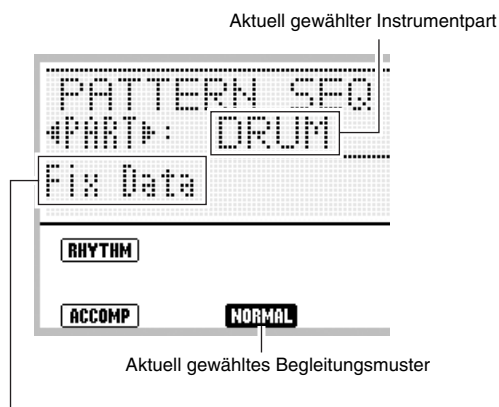 Aktuell gewählter Instrumentpart
PATTERN SEQ
◀PART▶: DRUM
Fix Data
RHYTHM
ACCOMP NORMAL
Aktuell gewähltes Begleitungsmuster